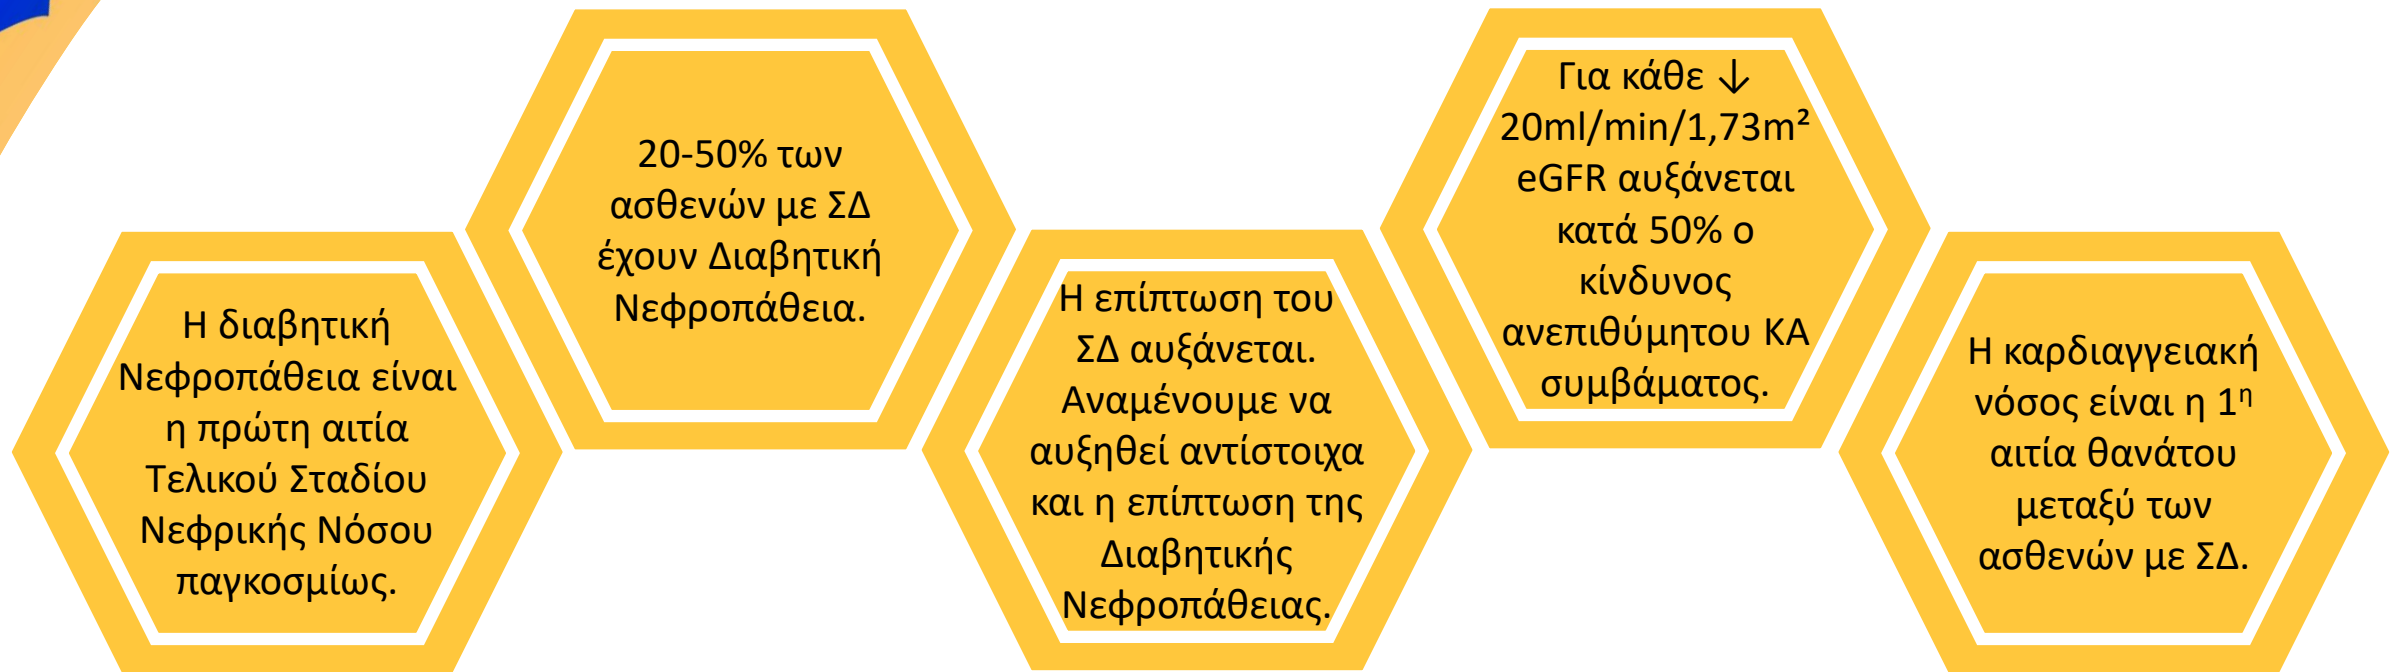 Η διαβητική
Νεφροπάθεια είναι
η πρώτη αιτία
Τελικού Σταδίου
Νεφρικής Νόσου
παγκοσμίως.
20-50% των
ασθενών με ΣΔ
έχουν Διαβητική
Νεφροπάθεια.
Η επίπτωση του
ΣΔ αυξάνεται.
Αναμένουμε να
αυξηθεί αντίστοιχα
και η επίπτωση της
Διαβητικής
Νεφροπάθειας.
Για κάθε ↓
20ml/min/1,73m²
eGFR αυξάνεται
κατά 50% ο
κίνδυνος
ανεπιθύμητου ΚΑ
συμβάματος.
Η καρδιαγγειακή
νόσος είναι η 1η
αιτία θανάτου
μεταξύ των
ασθενών με ΣΔ.